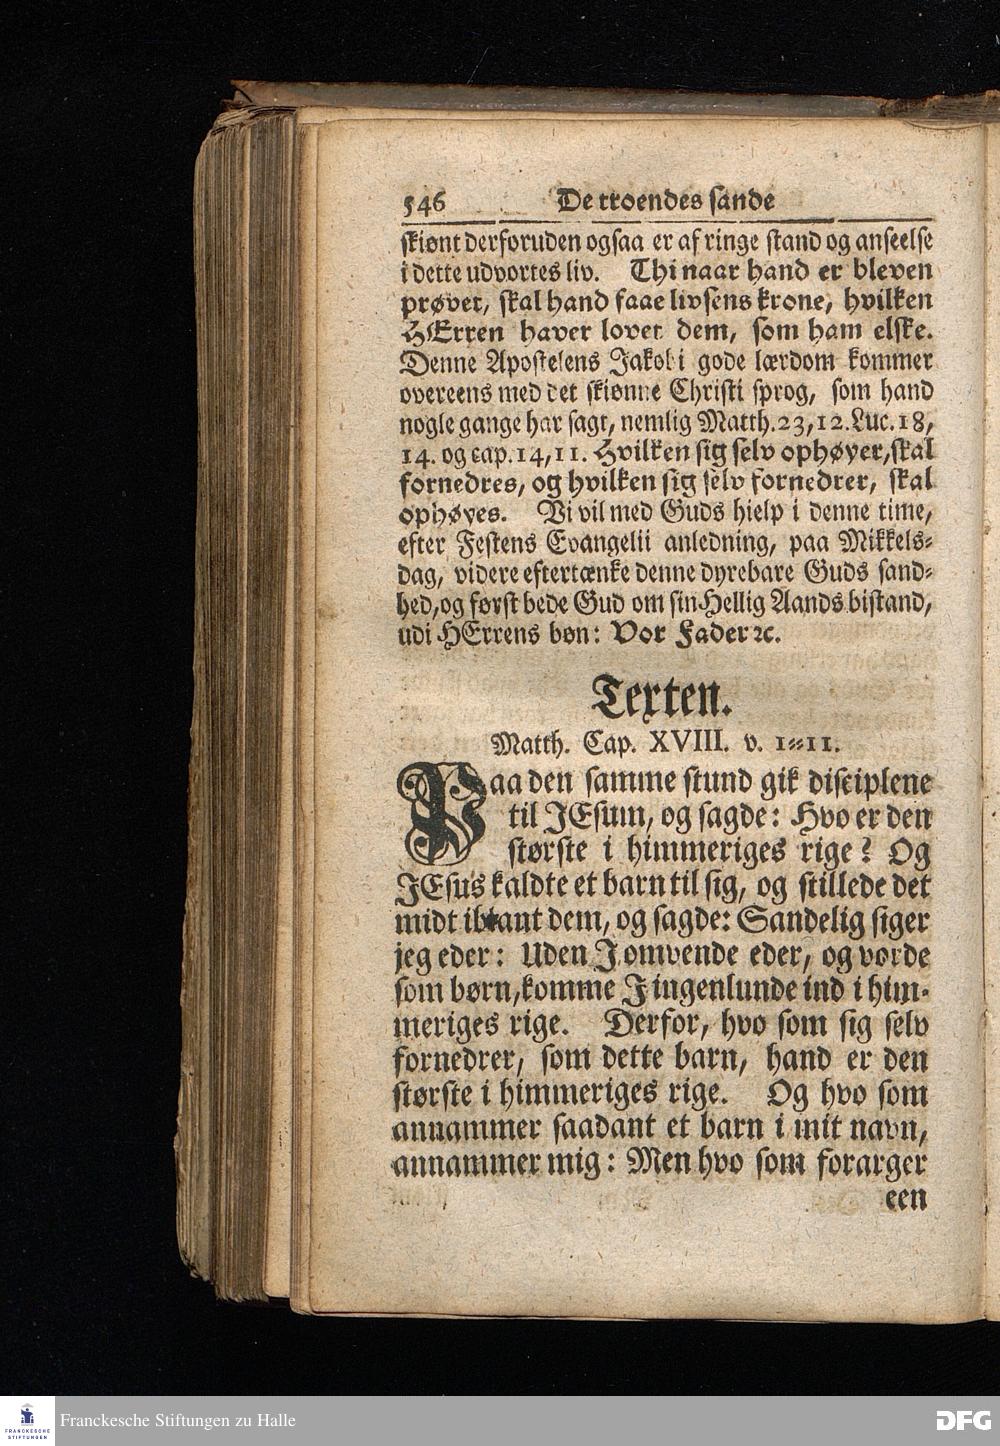 546 De troendes sande
skiønt derforuden ogsaa er af ringe stand og anseelse
i dette udvortes liv. Thi naar hand er bleven
prøvet, skal hand faae livsens krone, hvilken
HErren haver lovet dem, som ham elske.
Denne Apostelens Jakobi gode lærdom kommer
overeens med det skiønne Christi sprog, som hand
nogle gange har sagt, nemlig Matth. 23, 12. Luc. 18,
14. og cap. 14, 11. Hvilken sig selv ophøyer, skal
fornedres, og hvilken sig selv fornedrer, skal
ophøyes. Vi vil med Guds hielp i denne time,
efter Festens Evangelii anledning, paa Mikkels-
dag, videre eftertænke denne dyrebare Guds sand-
hed, og først bede Gud om sin Hellig Aands bistand,
udi HErrens bøn: Vor Fader ꝛc.
Texten.
Matth. Cap. XVIII. v. 1-11.
Paa den samme stund gik disciplene
til JEsum, og sagde: Hvo er den
største i himmeriges rige? Og
JEsus kaldte et barn til sig, og stillede det
midt iblant dem, og sagde: Sandelig siger
jeg eder: Uden J omvende eder, og vorde
som børn, komme J ingenlunde ind i him-
meriges rige. Derfor, hvo som sig selv
fornedrer, som dette barn, hand er den
største i himmeriges rige. Og hvo som
annammer saadant et barn i mit navn,
annammer mig: Men hvo som forarger
een
FRANCKESCHE
STIFTUNGEN
Franckesche Stiftungen zu Halle
DFG